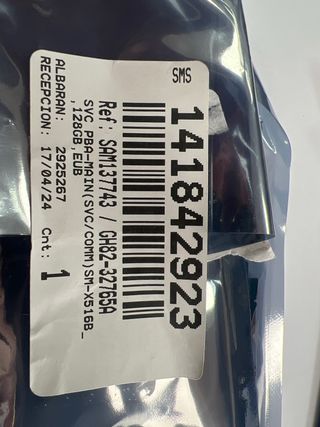 SMS
141842923
Ref: SAM137743 / GH82-32765A
SVC PBA-MAIN(SVC/COMM)SM-X516B_
,128GB,EUB
ALBARAN: 2925267
RECEPCION: 17/04/24 Cnt: 1